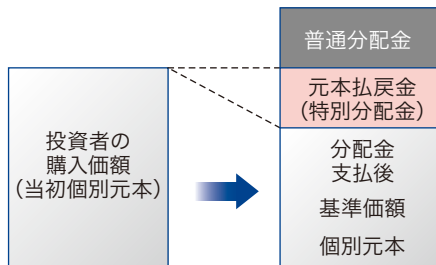 普通分配金
元本払戻金
(特別分配金)
投資者の
購入価額
(当初個別元本)
分配金
支払後
基準価額
個別元本